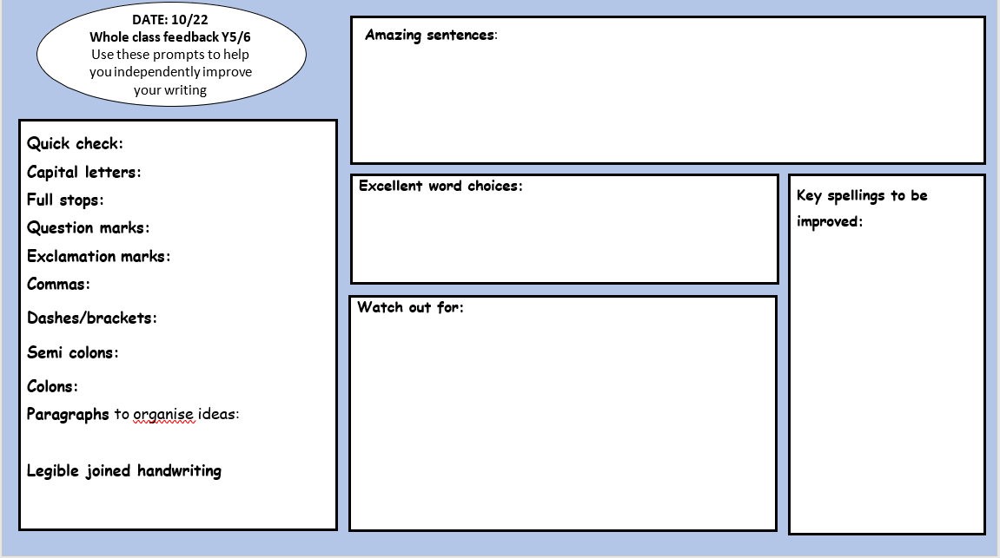 DATE: 10/22
Whole class feedback Y5/6
Use these prompts to help
you independently improve
your writing
Quick check:
Capital letters:
Full stops:
Question marks:
Exclamation marks:
Commas:
Dashes/brackets:
Semi colons:
Colons:
Paragraphs to organise ideas:
Legible joined handwriting
Amazing sentences:
Excellent word choices:
Watch out for:
Key spellings to be
improved: